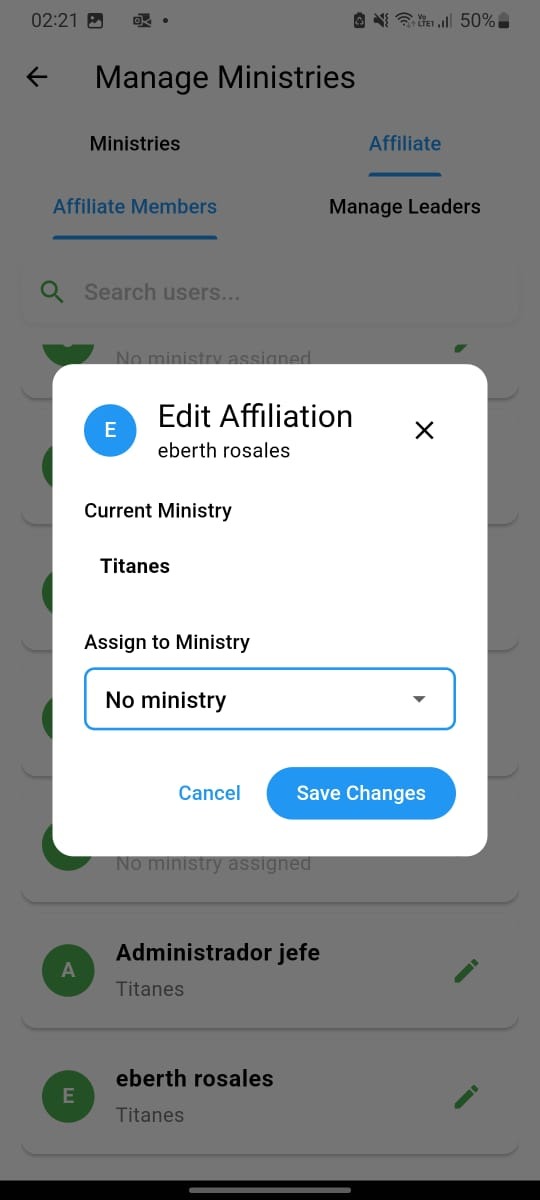 02:21
50%
Manage Ministries
Ministries
Affiliate
Affiliate Members
Manage Leaders
Search users...
No ministry assigned
E
Edit Affiliation
eberth rosales
Current Ministry
Titanes
Assign to Ministry
No ministry
Cancel
Save Changes
No ministry assigned
A
Administrador jefe
Titanes
E
eberth rosales
Titanes